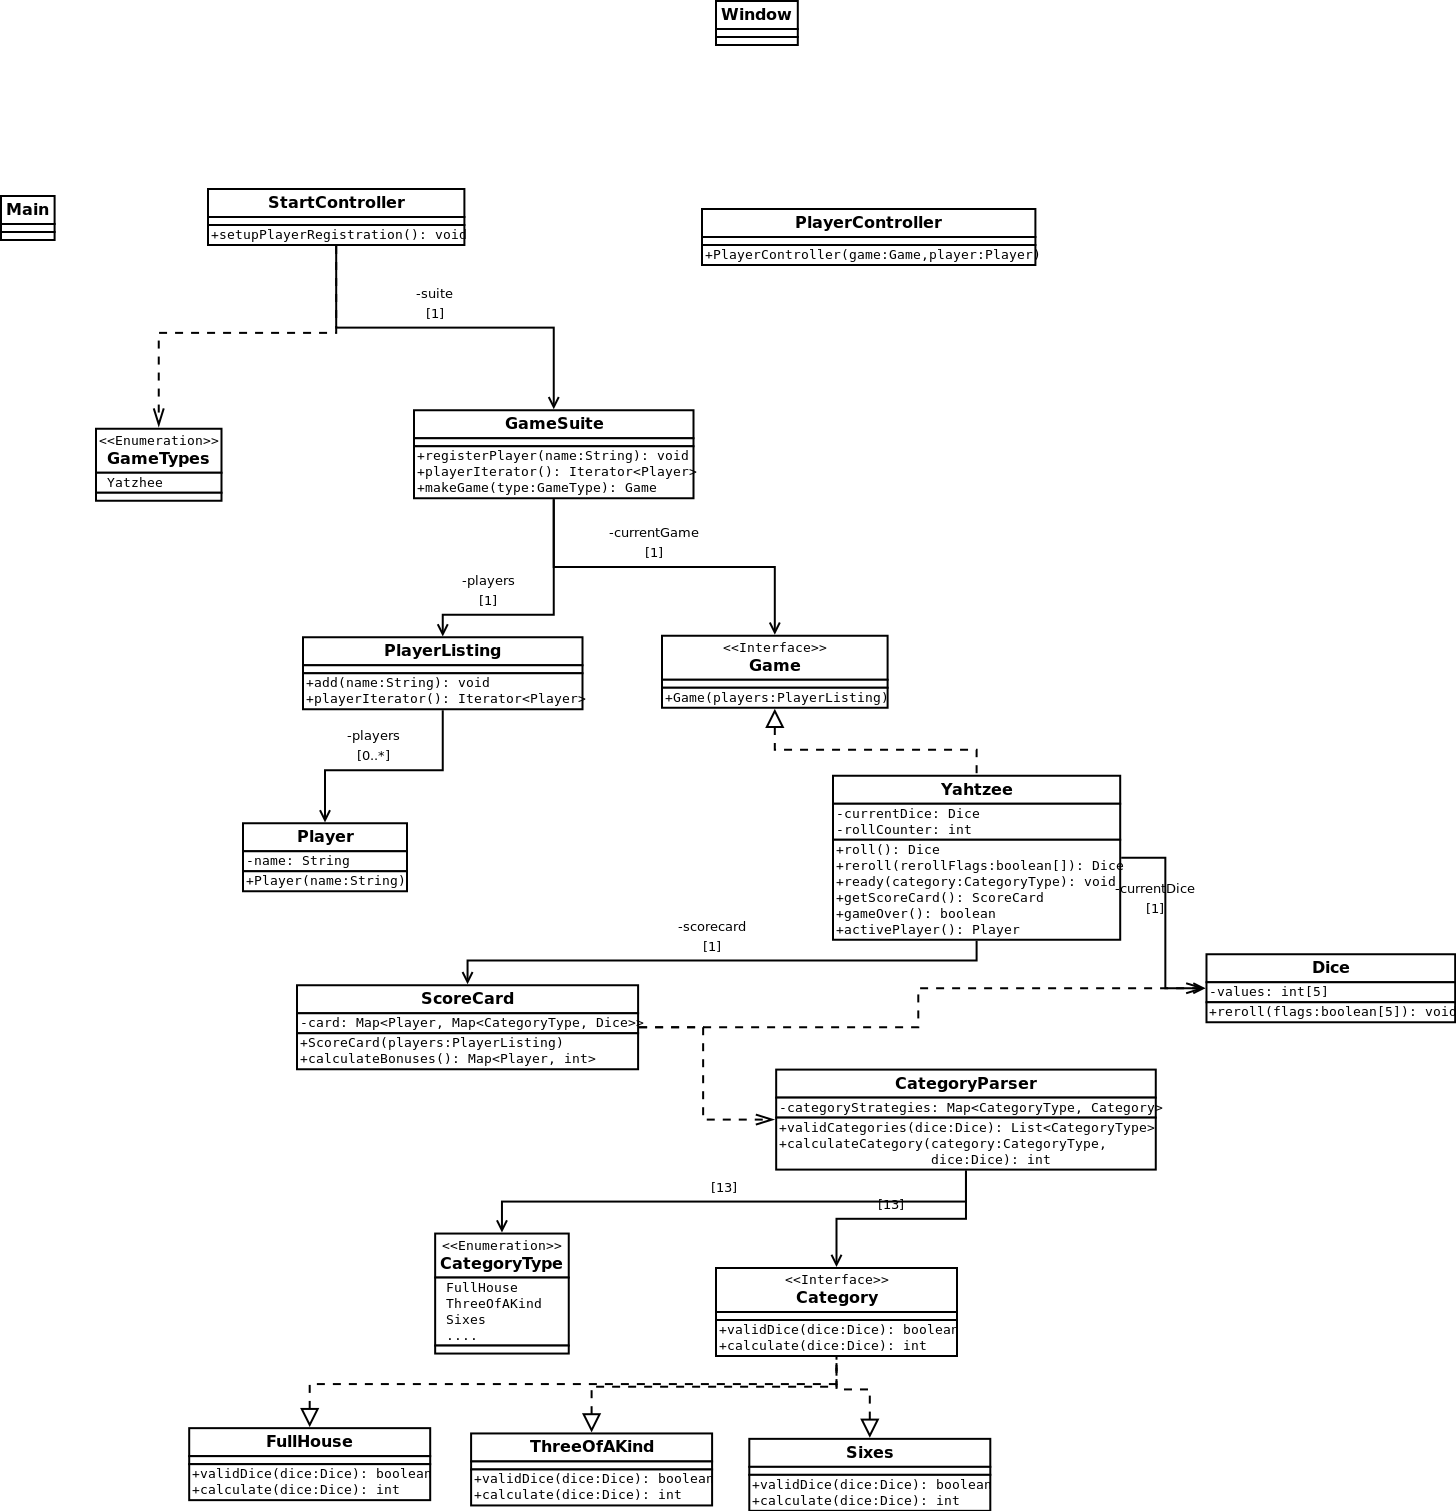 Window
Main
StartController
+setupPlayerRegistration(): void
PlayerController
+PlayerController(game:Game,player:Player)
-suite
[1]
<<Enumeration>>
GameTypes
Yatzhee
GameSuite
+registerPlayer(name:String): void
+playerIterator(): Iterator<Player>
+makeGame(type:GameType): Game
-currentGame
[1]
-players
[1]
PlayerListing
+add(name:String): void
+playerIterator(): Iterator<Player>
<<Interface>>
Game
+Game(players:PlayerListing)
-players
[0..*]
Player
-name: String
+Player(name:String)
Yahtzee
-currentDice: Dice
-rollCounter: int
+roll(): Dice
+reroll(rerollFlags:boolean[]): Dice
+ready(category:CategoryType): void
+getScoreCard(): ScoreCard
+gameOver(): boolean
+activePlayer(): Player
-currentDice
[1]
-scorecard
[1]
Dice
-values: int[5]
+reroll(flags:boolean[5]): void
ScoreCard
-card: Map<Player, Map<CategoryType, Dice>>
+ScoreCard(players:PlayerListing)
+calculateBonuses(): Map<Player, int>
CategoryParser
-categoryStrategies: Map<CategoryType, Category>
+validCategories(dice:Dice): List<CategoryType>
+calculateCategory(category:CategoryType,
dice:Dice): int
[13]
[13]
<<Enumeration>>
CategoryType
FullHouse
ThreeOfAKind
Sixes
....
<<Interface>>
Category
+validDice(dice:Dice): boolean
+calculate(dice:Dice): int
FullHouse
+validDice(dice:Dice): boolean
+calculate(dice:Dice): int
ThreeOfAKind
+validDice(dice:Dice): boolean
+calculate(dice:Dice): int
Sixes
+validDice(dice:Dice): boolean
+calculate(dice:Dice): int